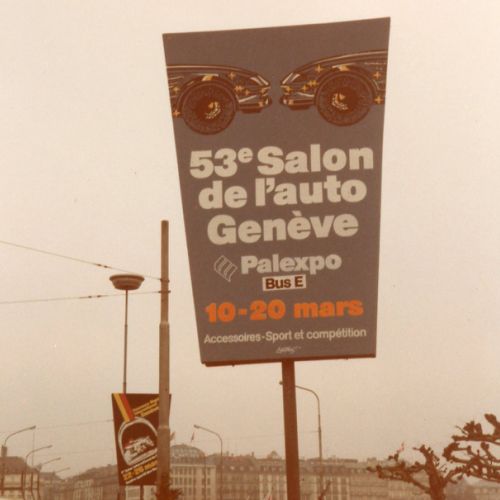 53e Salon
de l'auto
Genève
Palexpo
Bus E
10-20 mars
Accessoires-Sport et compétition